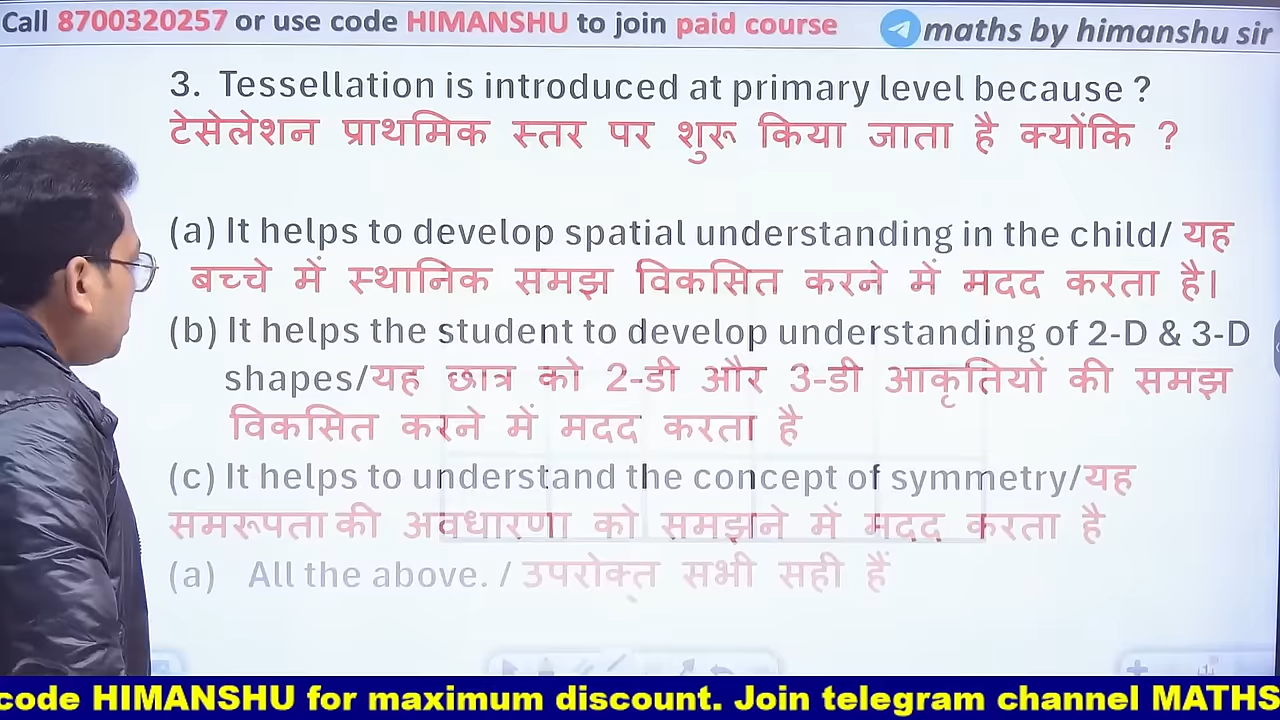 Call 8700320257 or use code HIMANSHU to join paid course
maths by himanshu sir
3. Tessellation is introduced at primary level because ?
टेसेलेशन प्राथमिक स्तर पर शुरू किया जाता है क्योंकि ?
(a) It helps to develop spatial understanding in the child/ यह
बच्चे में स्थानिक समझ विकसित करने में मदद करता है।
(b) It helps the student to develop understanding of 2-D & 3-D
shapes/यह छात्र को 2-डी और 3-डी आकृतियों की समझ
विकसित करने में मदद करता है
(c) It helps to understand the concept of symmetry/यह
समरूपता की अवधारणा को समझने में मदद करता है
(a) All the above. / उपरोक्त सभी सही हैं
code HIMANSHU for maximum discount. Join telegram channel MATHS